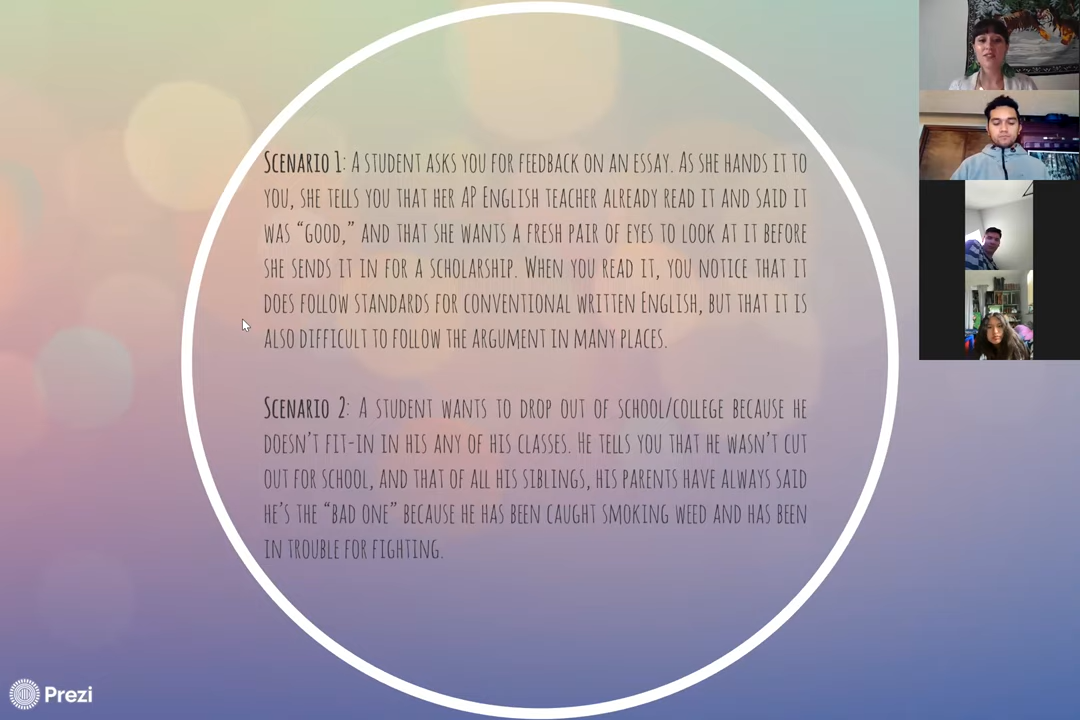 SCENARIO 1: A STUDENT ASKS YOU FOR FEEDBACK ON AN ESSAY. AS SHE HANDS IT TO
YOU, SHE TELLS YOU THAT HER AP ENGLISH TEACHER ALREADY READ IT AND SAID IT
WAS “GOOD,” AND THAT SHE WANTS A FRESH PAIR OF EYES TO LOOK AT IT BEFORE
SHE SENDS IT IN FOR A SCHOLARSHIP. WHEN YOU READ IT, YOU NOTICE THAT IT
DOES FOLLOW STANDARDS FOR CONVENTIONAL WRITTEN ENGLISH, BUT THAT IT IS
ALSO DIFFICULT TO FOLLOW THE ARGUMENT IN MANY PLACES.
SCENARIO 2: A STUDENT WANTS TO DROP OUT OF SCHOOL/COLLEGE BECAUSE HE
DOESN’T FIT-IN IN HIS ANY OF HIS CLASSES. HE TELLS YOU THAT HE WASN’T CUT
OUT FOR SCHOOL, AND THAT OF ALL HIS SIBLINGS, HIS PARENTS HAVE ALWAYS SAID
HE’S THE “BAD ONE” BECAUSE HE HAS BEEN CAUGHT SMOKING WEED AND HAS BEEN
IN TROUBLE FOR FIGHTING.
Prezi